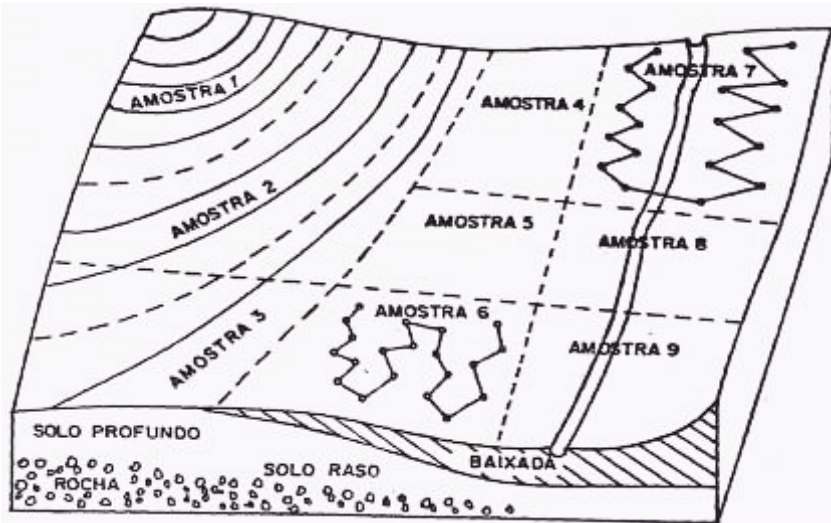 AMOSTRA 1
AMOSTRA 2
AMOSTRA 3
AMOSTRA 4
AMOSTRA 5
AMOSTRA 6
AMOSTRA 7
AMOSTRA 8
AMOSTRA 9
SOLO PROFUNDO
SOLO RASO
BAIXADA
ROCHA